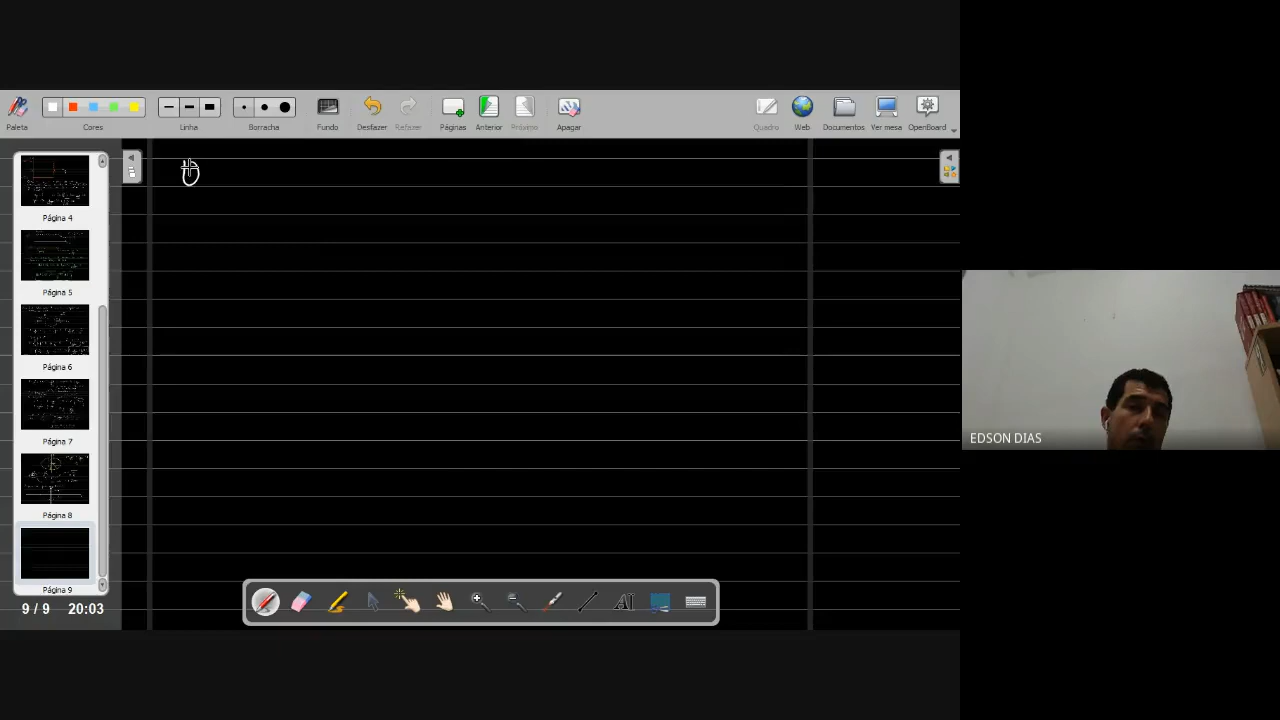 Paleta
Cores
Linha
Borracha
Fundo
Desfazer
Refazer
Páginas
Anterior
Próximo
Apagar
Quadro
Web
Documentos
Ver mesa
OpenBoard
Página 4
Página 5
Página 6
Página 7
Página 8
Página 9
9 / 9 20:03
AI
EDSON DIAS